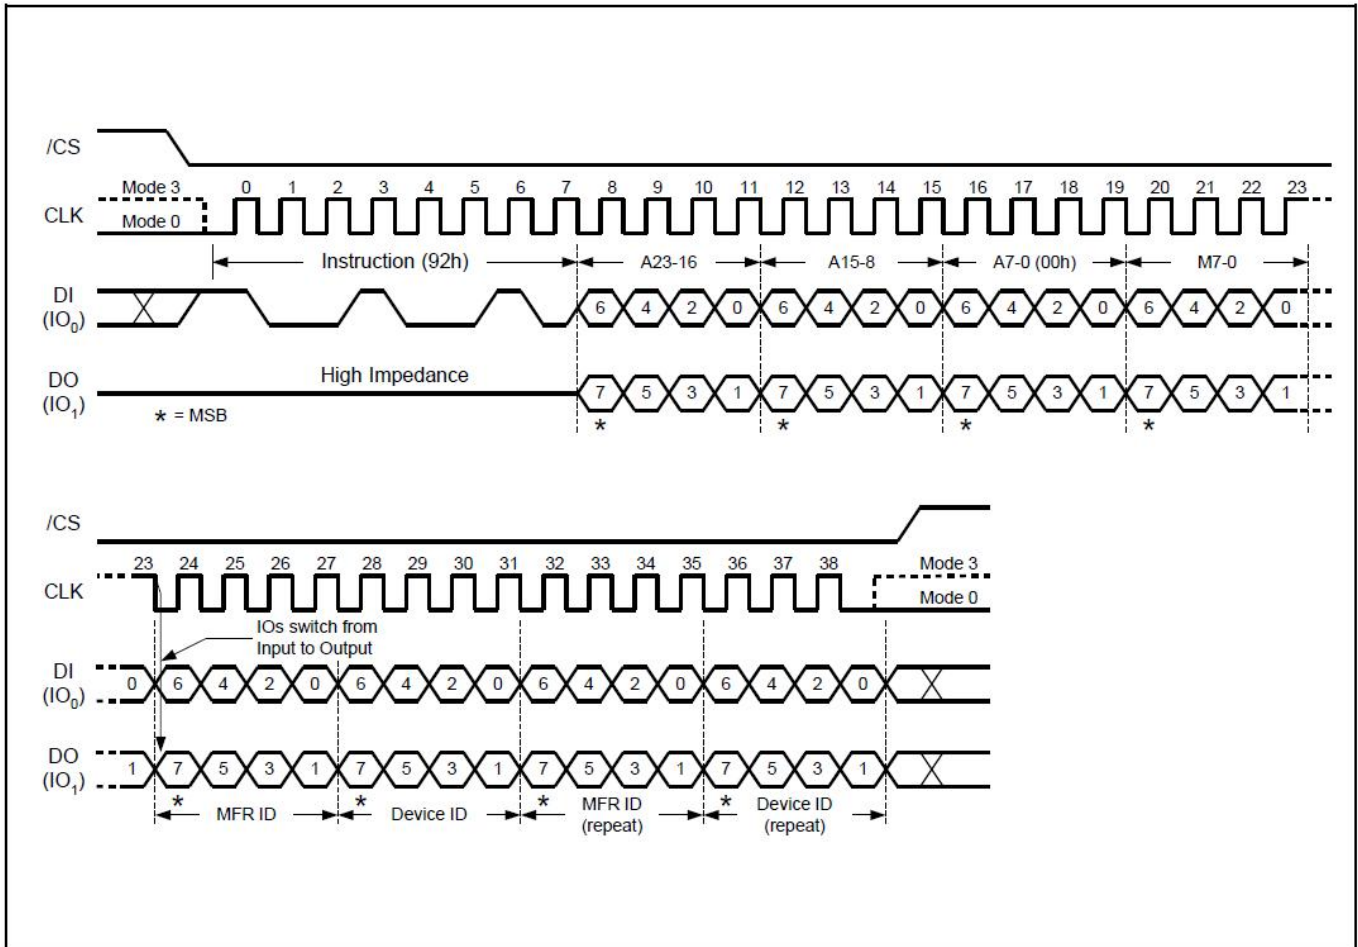 /CS
Mode 3 0 1 2 3 4 5 6 7 8 9 10 11 12 13 14 15 16 17 18 19 20 21 22 23
CLK
Mode 0
Instruction (92h) A23-16 A15-8 A7-0 (00h) M7-0
DI
(IO0) 6 4 2 0 6 4 2 0 6 4 2 0 6 4 2 0
High Impedance
DO
(IO1) 7 5 3 1 7 5 3 1 7 5 3 1 7 5 3 1
* = MSB * * * *
/CS
23 24 25 26 27 28 29 30 31 32 33 34 35 36 37 38 Mode 3
CLK
Mode 0
IOs switch from
Input to Output
DI
(IO0) 0 6 4 2 0 6 4 2 0 6 4 2 0 6 4 2 0
DO
(IO1) 1 7 5 3 1 7 5 3 1 7 5 3 1 7 5 3 1
* * * *
MFR ID Device ID MFR ID (repeat) Device ID (repeat)